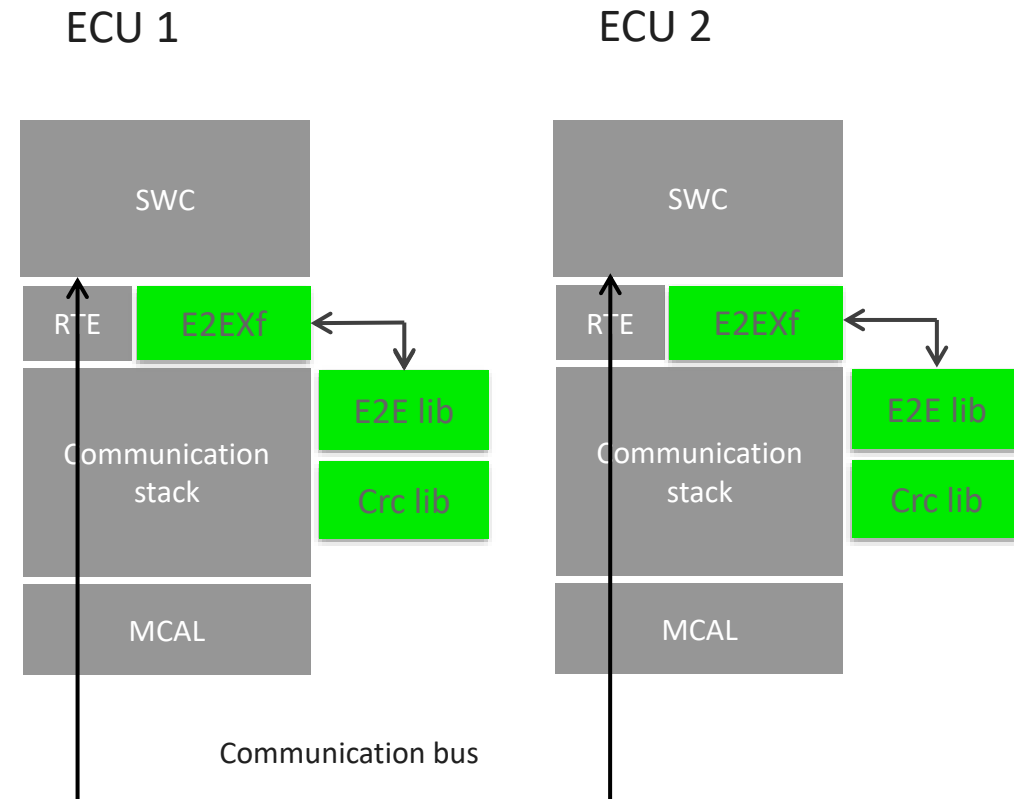 ECU 1
ECU 2
SWC
RTE
E2EXf
E2E lib
Communication
stack
Crc lib
MCAL
SWC
RTE
E2EXf
E2E lib
Communication
stack
Crc lib
MCAL
Communication bus